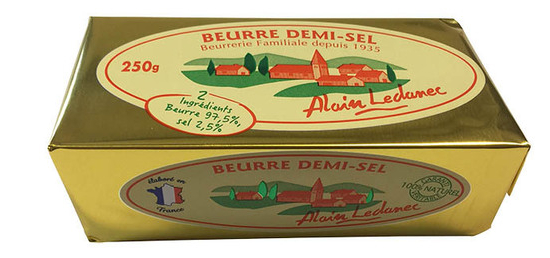 BEURRE DEMI-SEL
Beurrerie Familiale depuis 1935
250g
Alain Ledanec
2
Ingrédients
Beurre 97,5%,
sel 2,5%
BEURRE DEMI-SEL
élaboré en
France
Alain Ledanec
100% NATUREL